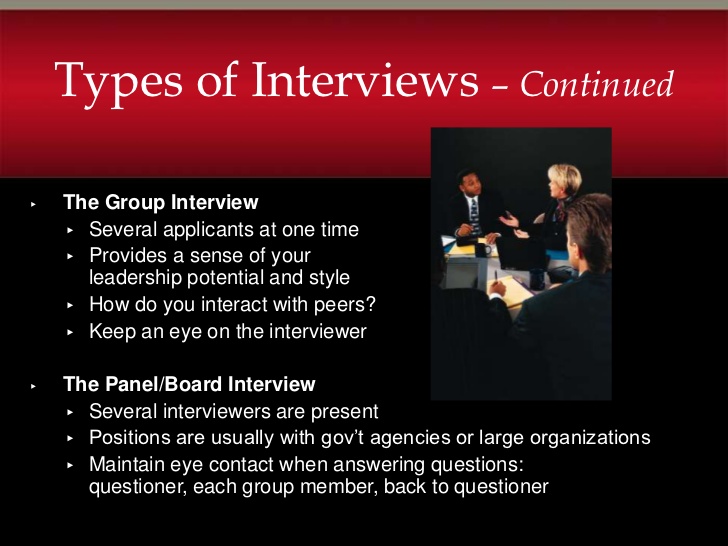 Types of Interviews – Continued
The Group Interview
Several applicants at one time
Provides a sense of your
leadership potential and style
How do you interact with peers?
Keep an eye on the interviewer
The Panel/Board Interview
Several interviewers are present
Positions are usually with gov’t agencies or large organizations
Maintain eye contact when answering questions:
questioner, each group member, back to questioner